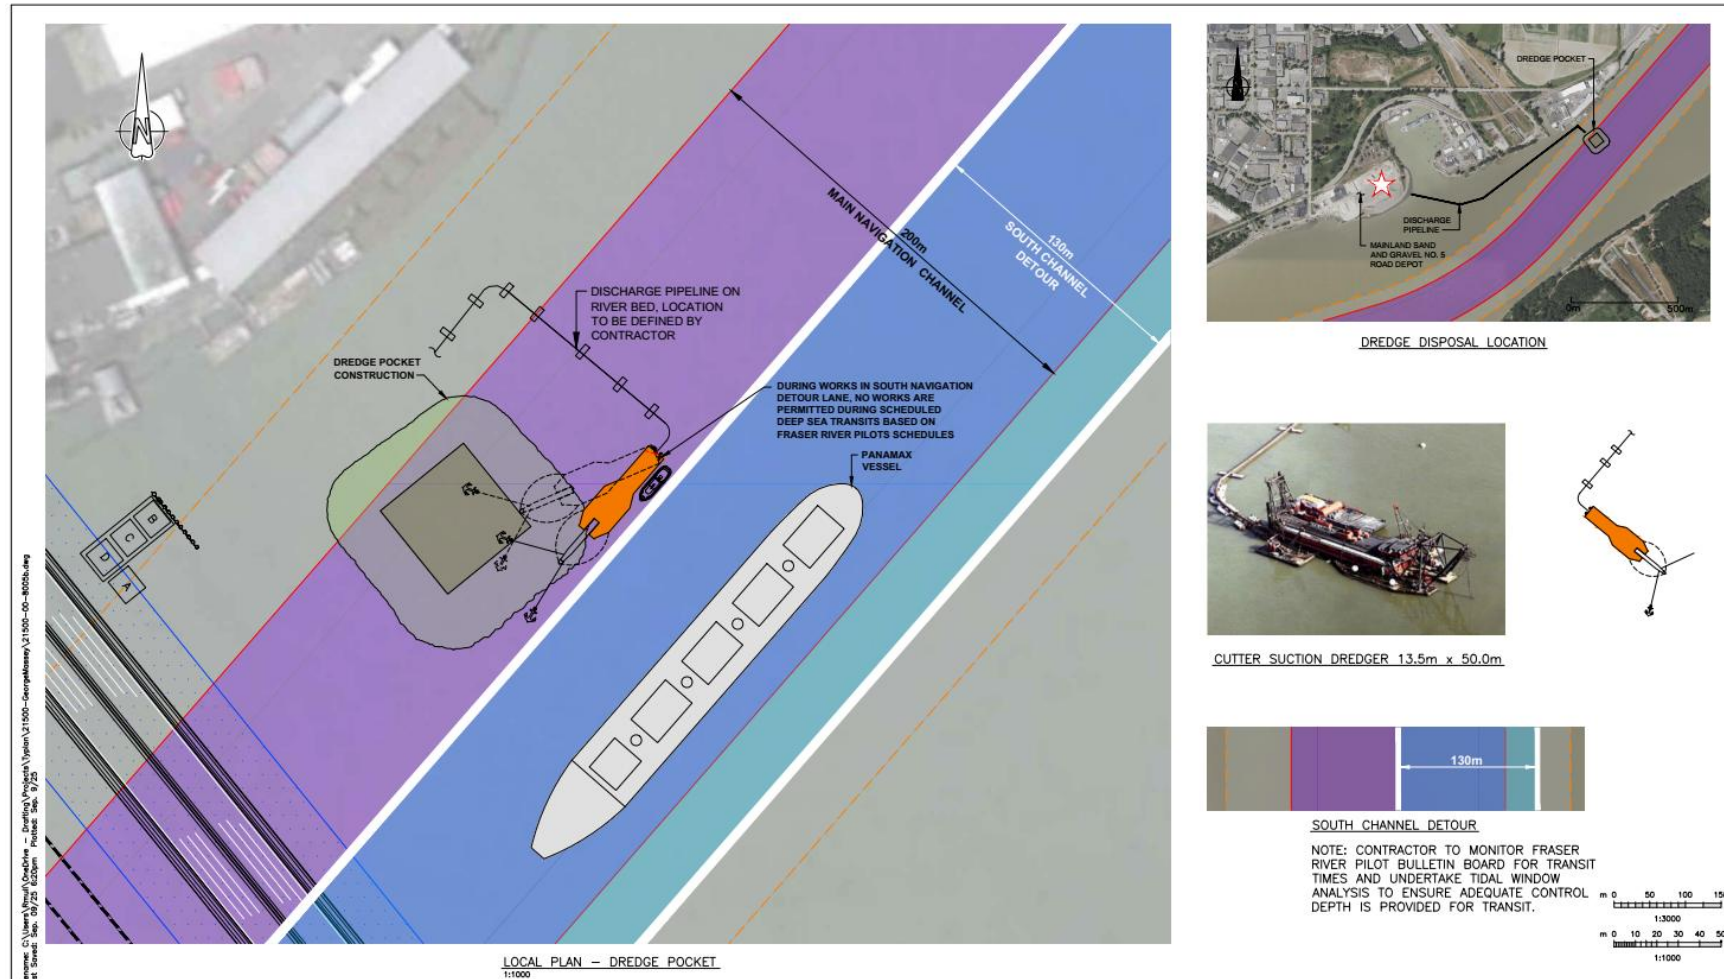 N
200m
MAIN NAVIGATION CHANNEL
130m
SOUTH CHANNEL
DETOUR
DISCHARGE PIPELINE ON
RIVER BED, LOCATION
TO BE DEFINED BY
CONTRACTOR
DREDGE POCKET
CONSTRUCTION
DURING WORKS IN SOUTH NAVIGATION
DETOUR LANE, NO WORKS ARE
PERMITTED DURING SCHEDULED
DEEP SEA TRANSITS BASED ON
FRASER RIVER PILOTS SCHEDULES
PANAMAX
VESSEL
B
C
D
A
LOCAL PLAN – DREDGE POCKET
1:1000
DREDGE POCKET
DISCHARGE
PIPELINE
MAINLAND SAND
AND GRAVEL NO. 5
ROAD DEPOT
0m 500m
DREDGE DISPOSAL LOCATION
CUTTER SUCTION DREDGER 13.5m x 50.0m
130m
SOUTH CHANNEL DETOUR
NOTE: CONTRACTOR TO MONITOR FRASER
RIVER PILOT BULLETIN BOARD FOR TRANSIT
TIMES AND UNDERTAKE TIDAL WINDOW
ANALYSIS TO ENSURE ADEQUATE CONTROL
DEPTH IS PROVIDED FOR TRANSIT.
m 0 50 100
1:3000
m 0 10 20 30 40
1:1000